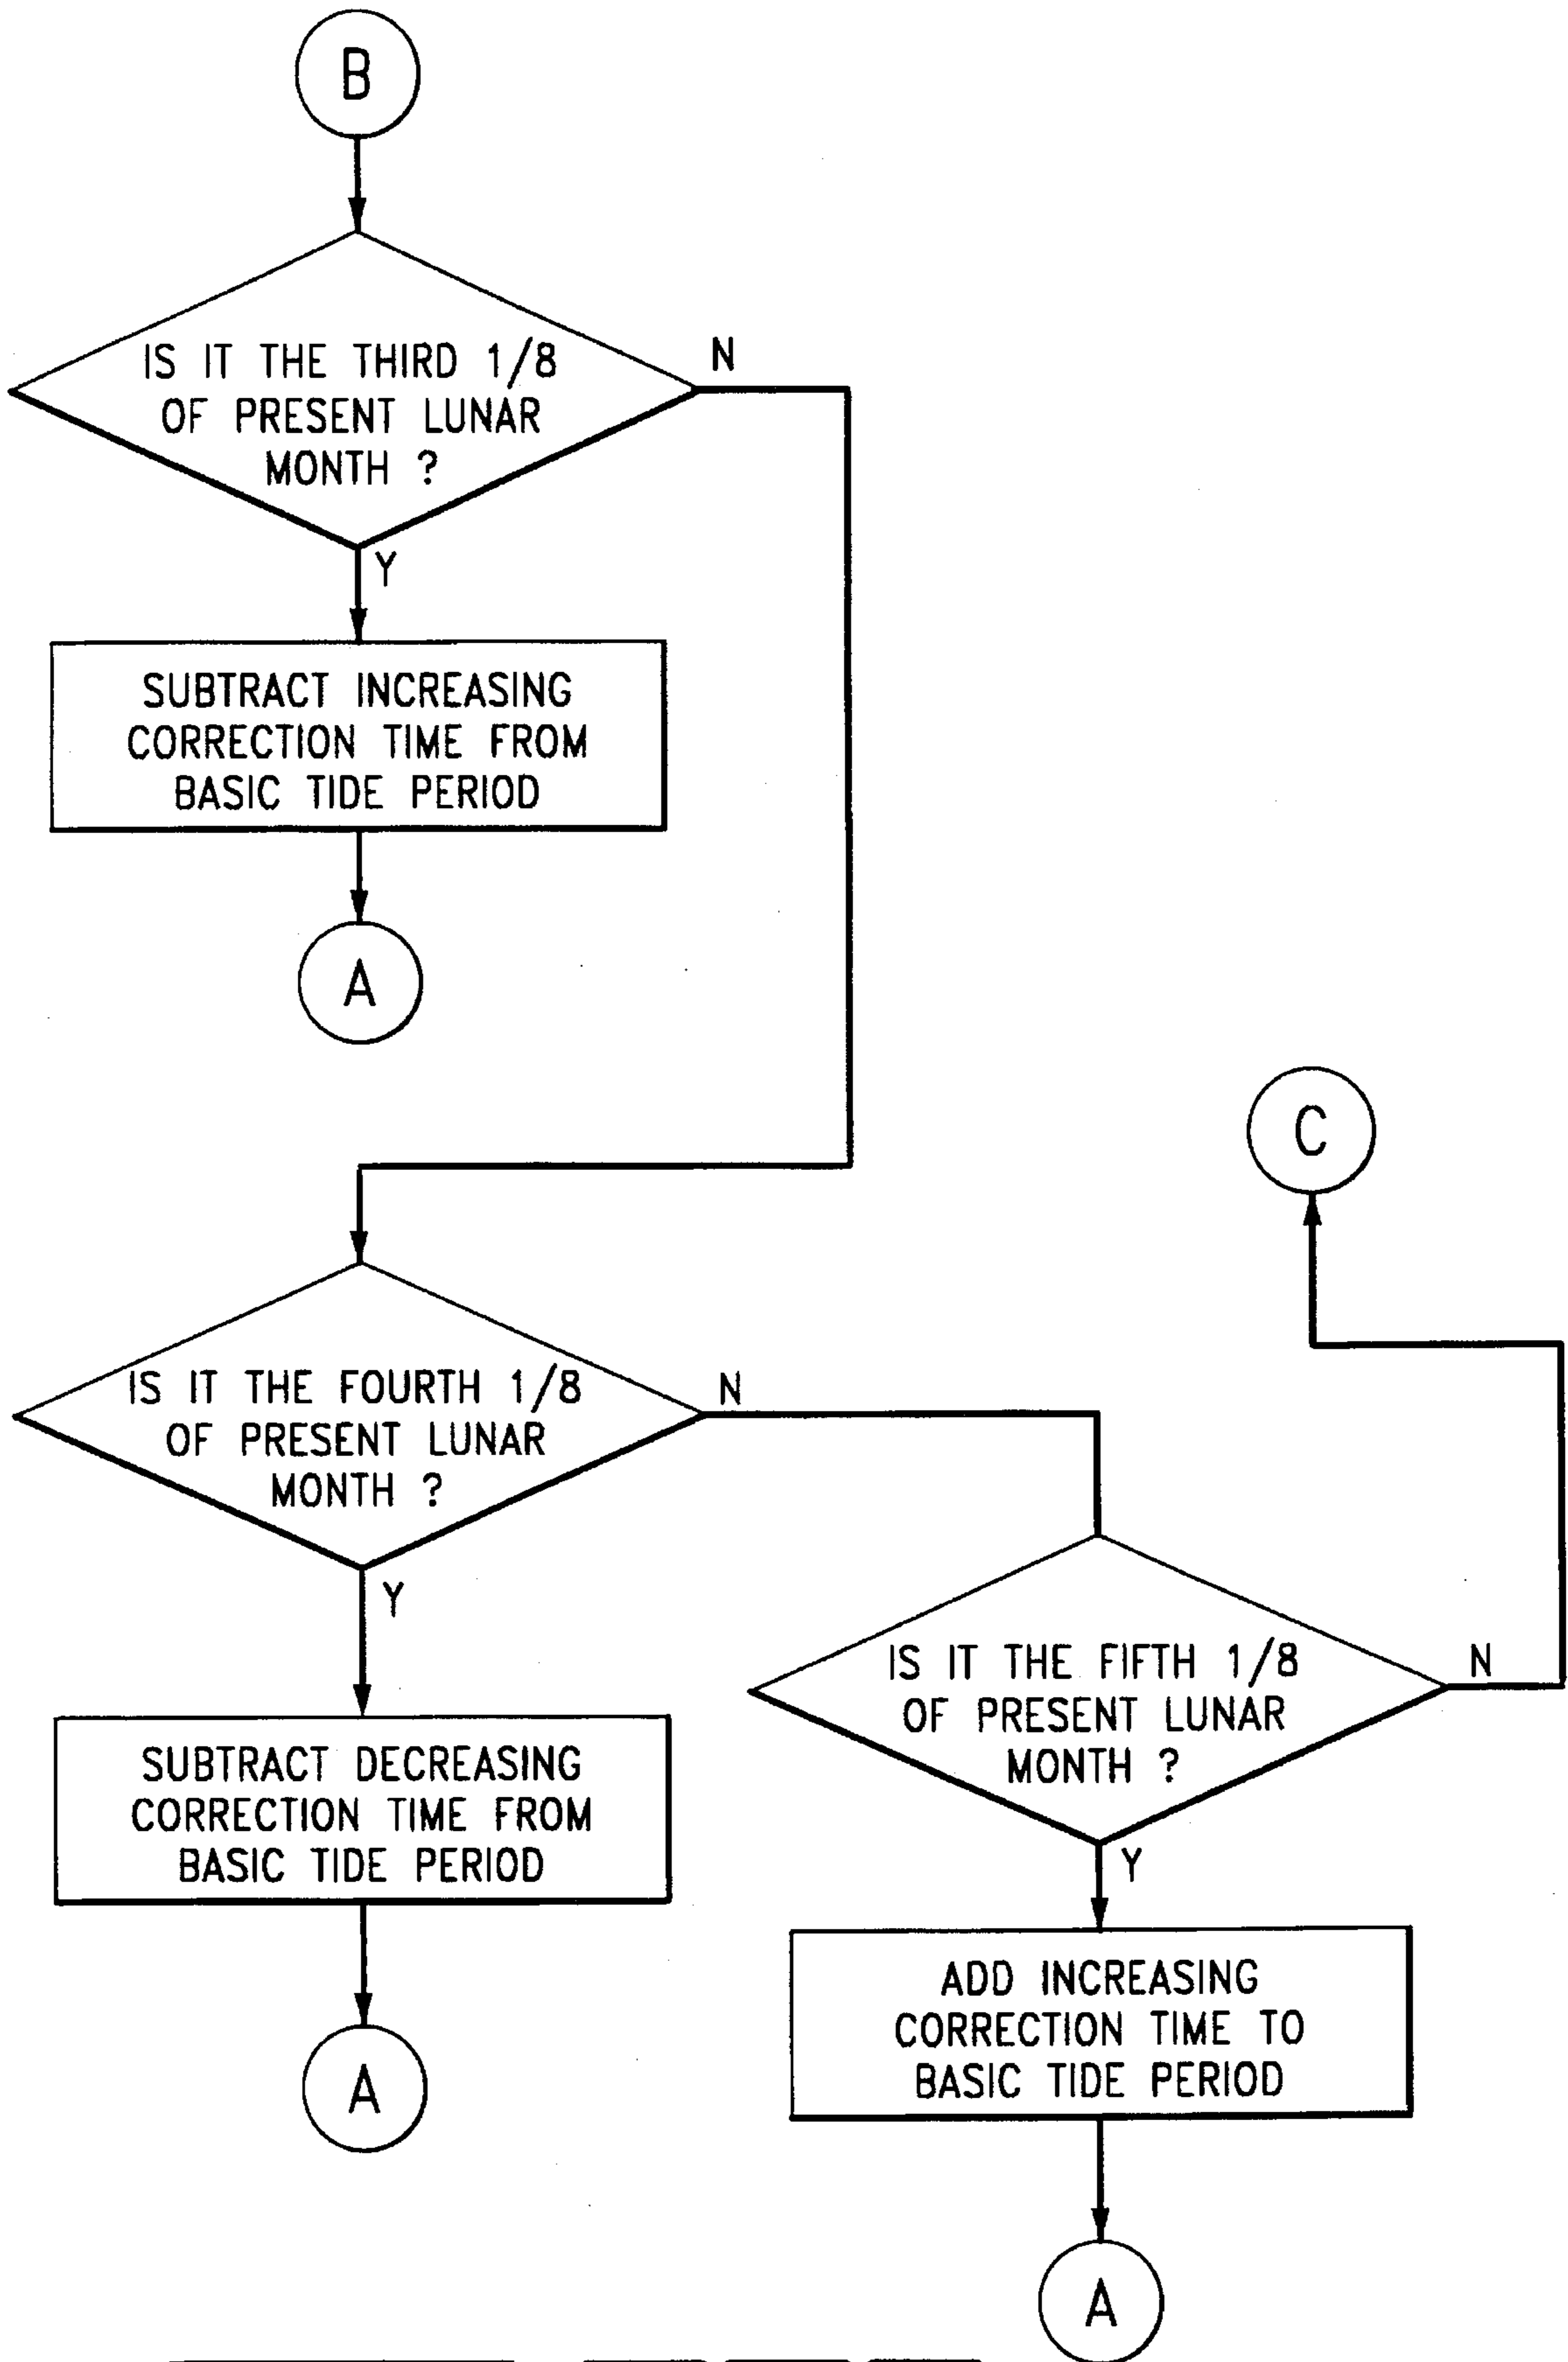 B
IS IT THE THIRD 1/8
OF PRESENT LUNAR
MONTH ?
N
Y
SUBTRACT INCREASING
CORRECTION TIME FROM
BASIC TIDE PERIOD
A
C
IS IT THE FOURTH 1/8
OF PRESENT LUNAR
MONTH ?
N
Y
SUBTRACT DECREASING
CORRECTION TIME FROM
BASIC TIDE PERIOD
A
IS IT THE FIFTH 1/8
OF PRESENT LUNAR
MONTH ?
N
Y
ADD INCREASING
CORRECTION TIME TO
BASIC TIDE PERIOD
A